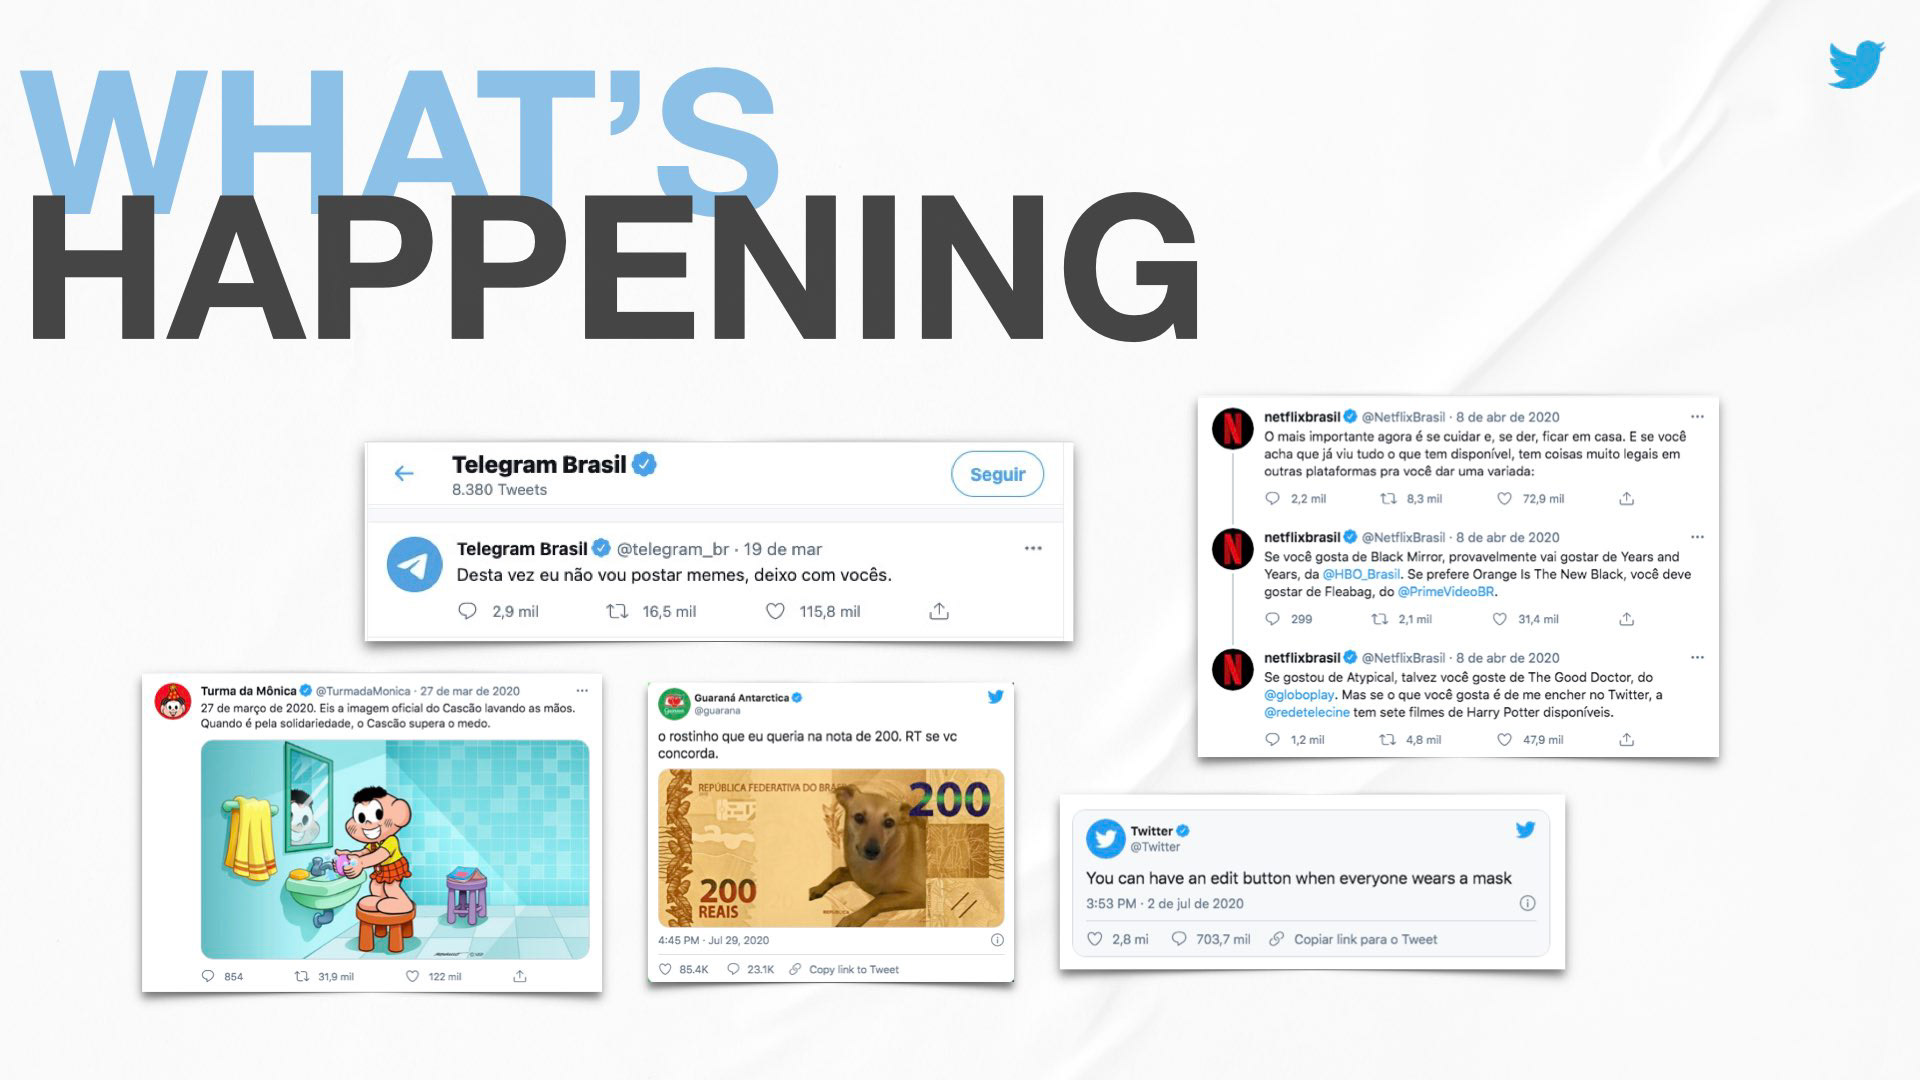 WHAT'S
HAPPENING
Telegram Brasil
8.380 Tweets
Seguir
Telegram Brasil @telegram_br · 19 de mar
Desta vez eu não vou postar memes, deixo com vocês.
2,9 mil 16,5 mil 115,8 mil
netflixbrasil @NetflixBrasil · 8 de abr de 2020
O mais importante agora é se cuidar e, se der, ficar em casa. E se você
acha que já viu tudo o que tem disponível, tem coisas muito legais em
outras plataformas pra você dar uma variada:
2,2 mil 8,3 mil 72,9 mil
netflixbrasil @NetflixBrasil · 8 de abr de 2020
Se você gosta de Black Mirror, provavelmente vai gostar de Years and
Years, da @HBO_Brasil. Se prefere Orange Is The New Black, você deve
gostar de Fleabag, do @PrimeVideoBR.
299 2,1 mil 31,4 mil
netflixbrasil @NetflixBrasil · 8 de abr de 2020
Se gostou de Atypical, talvez você goste de The Good Doctor, do
@globoplay. Mas se o que você gosta é de me encher no Twitter, a
@redetelecine tem sete filmes de Harry Potter disponíveis.
1,2 mil 4,8 mil 47,9 mil
Turma da Mônica @TurmadaMonica · 27 de mar de 2020
27 de março de 2020. Eis a imagem oficial do Cascão lavando as mãos.
Quando é pela solidariedade, o Cascão supera o medo.
854 31,9 mil 122 mil
Guaraná Antarctica
@guarana
o rostinho que eu queria na nota de 200. RT se vc
concorda.
REPÚBLICA FEDERATIVA DO BRA
200
200
REAIS
4:45 PM · Jul 29, 2020
85.4K 23.1K Copy link to Tweet
Twitter
@Twitter
You can have an edit button when everyone wears a mask
3:53 PM · 2 de jul de 2020
2,8 mi 703,7 mil Copiar link para o Tweet